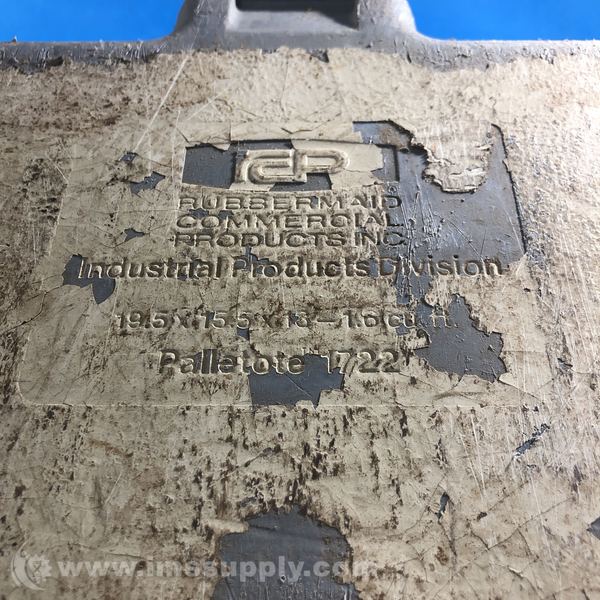 RCP
RUBBERMAID
COMMERCIAL
PRODUCTS INC
Industrial Products Division
19.5 x 15.5 x 13 – 1.6 cu. ft.
Palletote 1722
www.imssupply.com